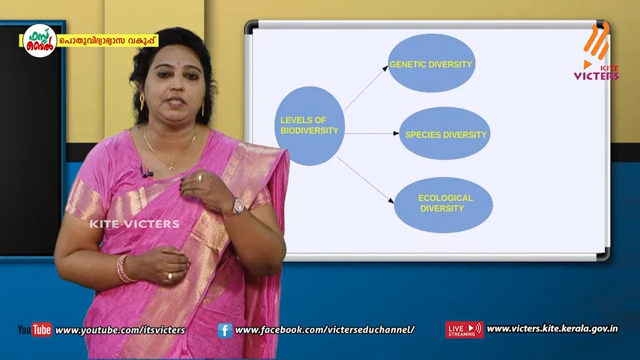 ഫസ്റ്റ് ബെൽ
പൊതുവിദ്യാഭ്യാസ വകുപ്പ്
KITE
VICTERS
LEVELS OF
BIODIVERSITY
GENETIC DIVERSITY
SPECIES DIVERSITY
ECOLOGICAL
DIVERSITY
KITE VICTERS
YouTube www.youtube.com/itsvicters
f www.facebook.com/victerseduchannel/
LIVE STREAMING www.victers.kite.kerala.gov.in